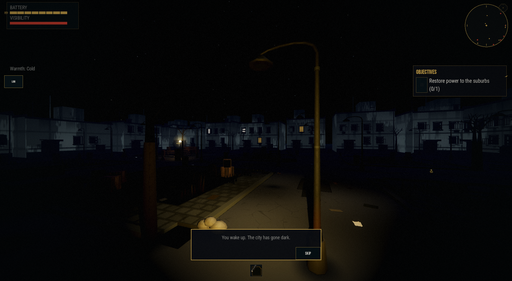 BATTERY
VISIBILITY
Warmth: Cold
OBJECTIVES
Restore power to the suburbs
(0/1)
You wake up. The city has gone dark.
SKIP